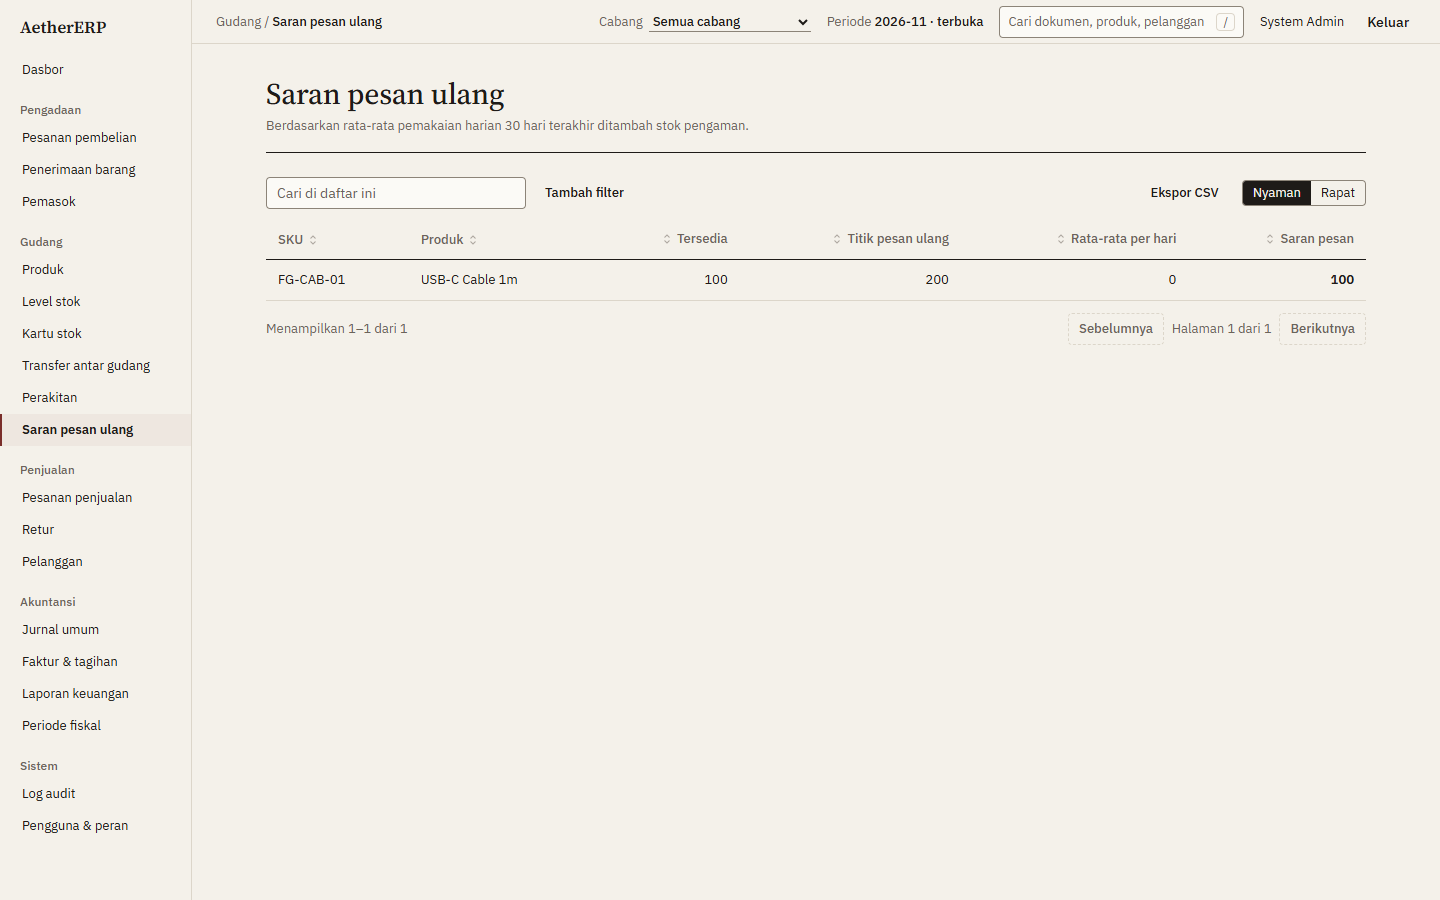 AetherERP
Dasbor
Pengadaan
Pesanan pembelian
Penerimaan barang
Pemasok
Gudang
Produk
Level stok
Kartu stok
Transfer antar gudang
Perakitan
Saran pesan ulang
Penjualan
Pesanan penjualan
Retur
Pelanggan
Akuntansi
Jurnal umum
Faktur & tagihan
Laporan keuangan
Periode fiskal
Sistem
Log audit
Pengguna & peran
Gudang / Saran pesan ulang Cabang Semua cabang Periode 2026-11 · terbuka Cari dokumen, produk, pelanggan / System Admin Keluar
Saran pesan ulang
Berdasarkan rata-rata pemakaian harian 30 hari terakhir ditambah stok pengaman.
Cari di daftar ini Tambah filter Ekspor CSV Nyaman Rapat
SKU Produk Tersedia Titik pesan ulang Rata-rata per hari Saran pesan
FG-CAB-01 USB-C Cable 1m 100 200 0 100
Menampilkan 1–1 dari 1 Sebelumnya Halaman 1 dari 1 Berikutnya